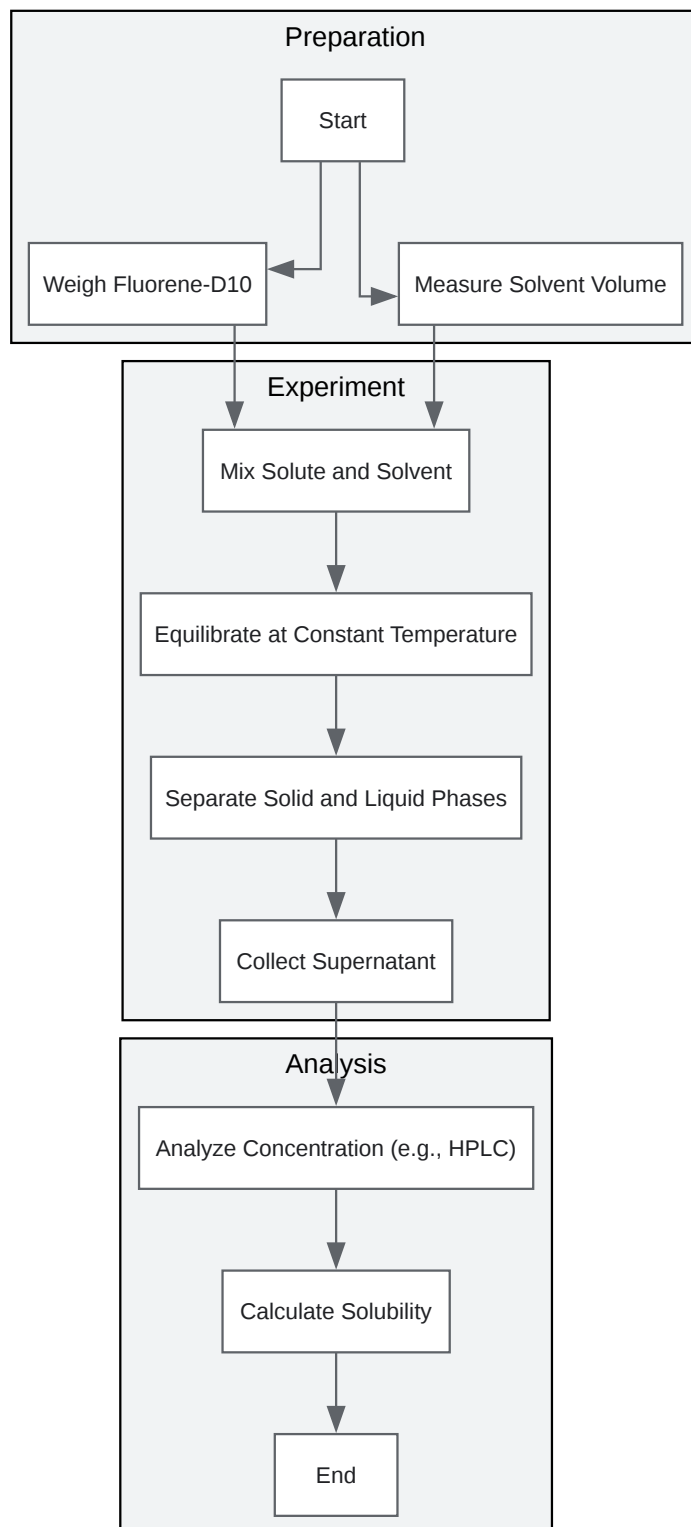 Preparation
Start
Weigh Fluorene-D10
Measure Solvent Volume
Experiment
Mix Solute and Solvent
Equilibrate at Constant Temperature
Separate Solid and Liquid Phases
Collect Supernatant
Analysis
Analyze Concentration (e.g., HPLC)
Calculate Solubility
End